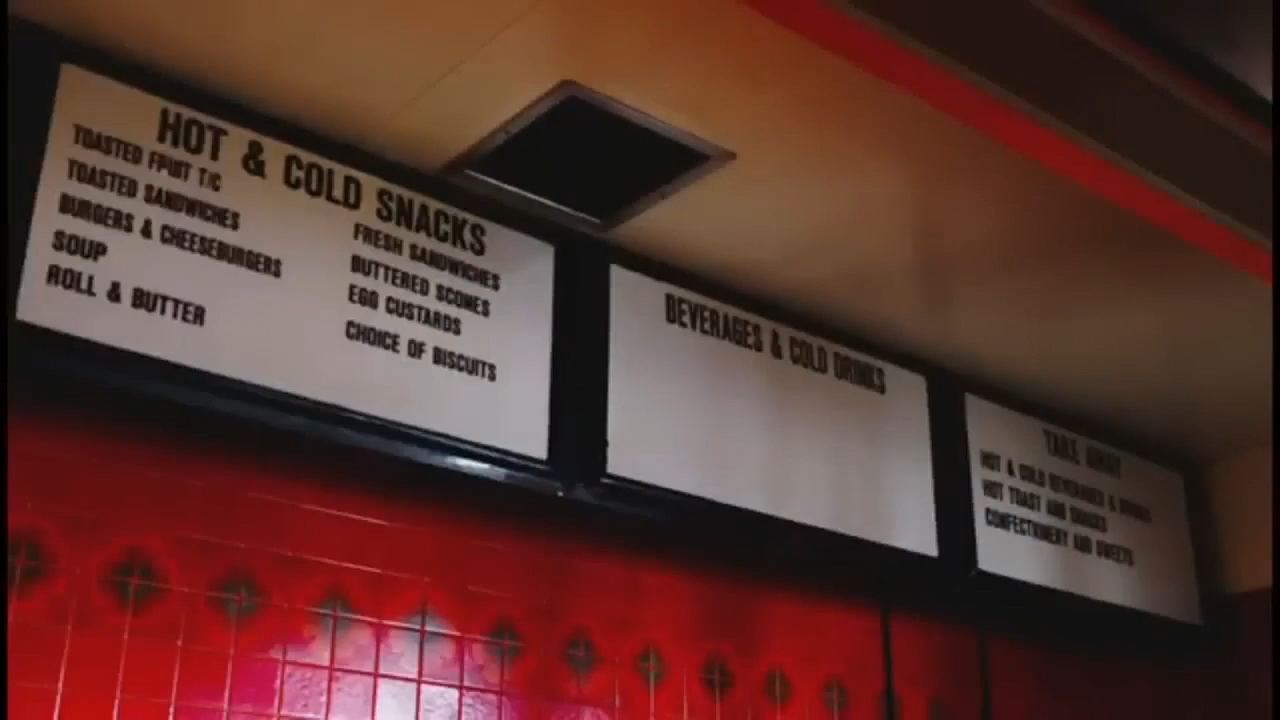 HOT & COLD SNACKS
TOASTED FRUIT T/C
TOASTED SANDWICHES
BURGERS & CHEESEBURGERS
SOUP
ROLL & BUTTER
FRESH SANDWICHES
BUTTERED SCONES
EGG CUSTARDS
CHOICE OF BISCUITS
BEVERAGES & COLD DRINKS
TAKE AWAY
HOT & COLD BEVERAGES &
HOT TOAST AND SNACKS
CONFECTIONERY AND SWEETS